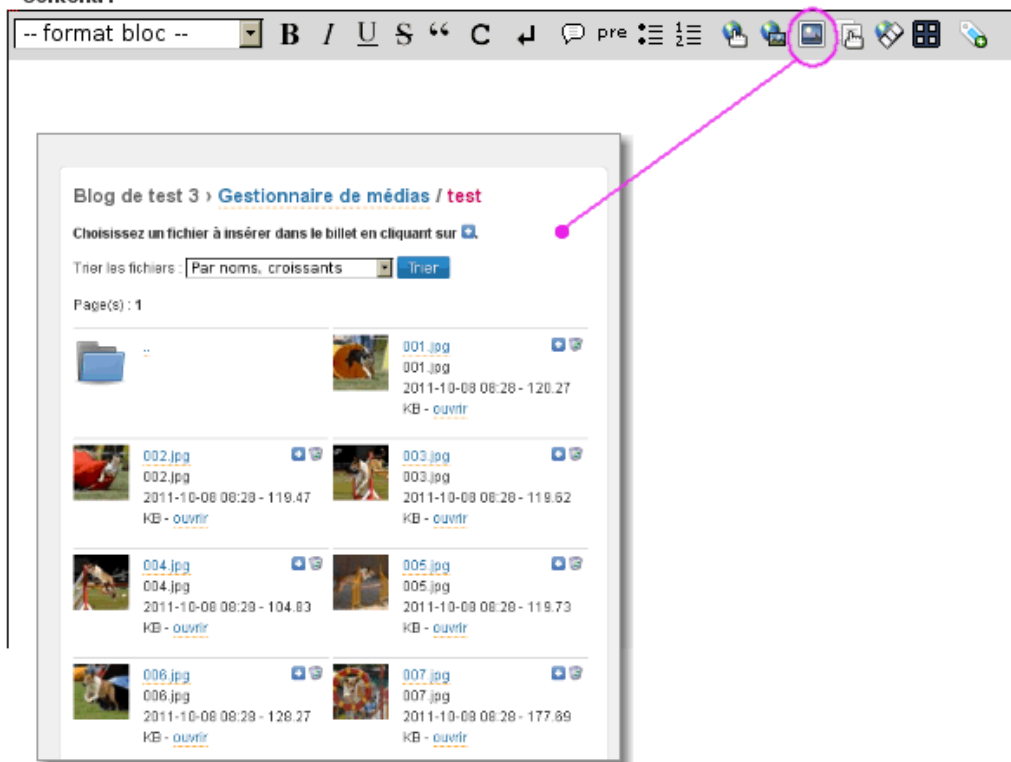 Contenu :
-- format bloc -- B I U S “ C ↵ pre
Blog de test 3 › Gestionnaire de médias / test
Choisissez un fichier à insérer dans le billet en cliquant sur .
Trier les fichiers : Par noms, croissants Trier
Page(s) : 1
..
001.jpg
001.jpg
2011-10-08 08:28 - 120.27
KB - ouvrir
002.jpg
002.jpg
2011-10-08 08:28 - 119.47
KB - ouvrir
003.jpg
003.jpg
2011-10-08 08:28 - 119.62
KB - ouvrir
004.jpg
004.jpg
2011-10-08 08:28 - 104.83
KB - ouvrir
005.jpg
005.jpg
2011-10-08 08:28 - 119.73
KB - ouvrir
006.jpg
006.jpg
2011-10-08 08:28 - 128.27
KB - ouvrir
007.jpg
007.jpg
2011-10-08 08:28 - 177.69
KB - ouvrir